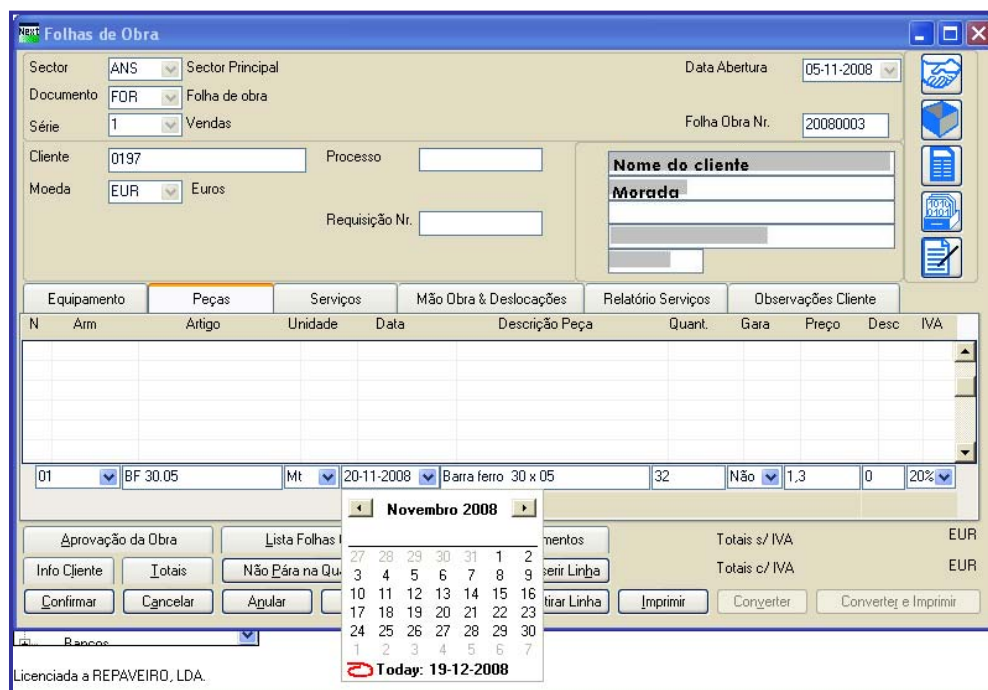 Next Folhas de Obra
Sector ANS Sector Principal Data Abertura 05-11-2008
Documento FOR Folha de obra
Série 1 Vendas Folha Obra Nr. 20080003
Cliente 0197 Processo
Nome do cliente
Moeda EUR Euros
Morada
Requisição Nr.
1010
0101
Equipamento Peças Serviços Mão Obra & Deslocações Relatório Serviços Observações Cliente
N Arm Artigo Unidade Data Descrição Peça Quant. Gara Preço Desc IVA
01 BF 30.05 Mt 20-11-2008 Barra ferro 30 x 05 32 Não 1,3 0 20%
Novembro 2008
27 28 29 30 31 1 2
3 4 5 6 7 8 9
10 11 12 13 14 15 16
17 18 19 20 21 22 23
24 25 26 27 28 29 30
1 2 3 4 5 6 7
Today: 19-12-2008
Aprovação da Obra Lista Folhas Totais s/ IVA EUR
Info Cliente Totais Não Pára na Linha Totais c/ IVA EUR
Confirmar Cancelar Anular Linha Imprimir Converter Converter e Imprimir
Bancos
Licenciada a REPAVEIRO, LDA.